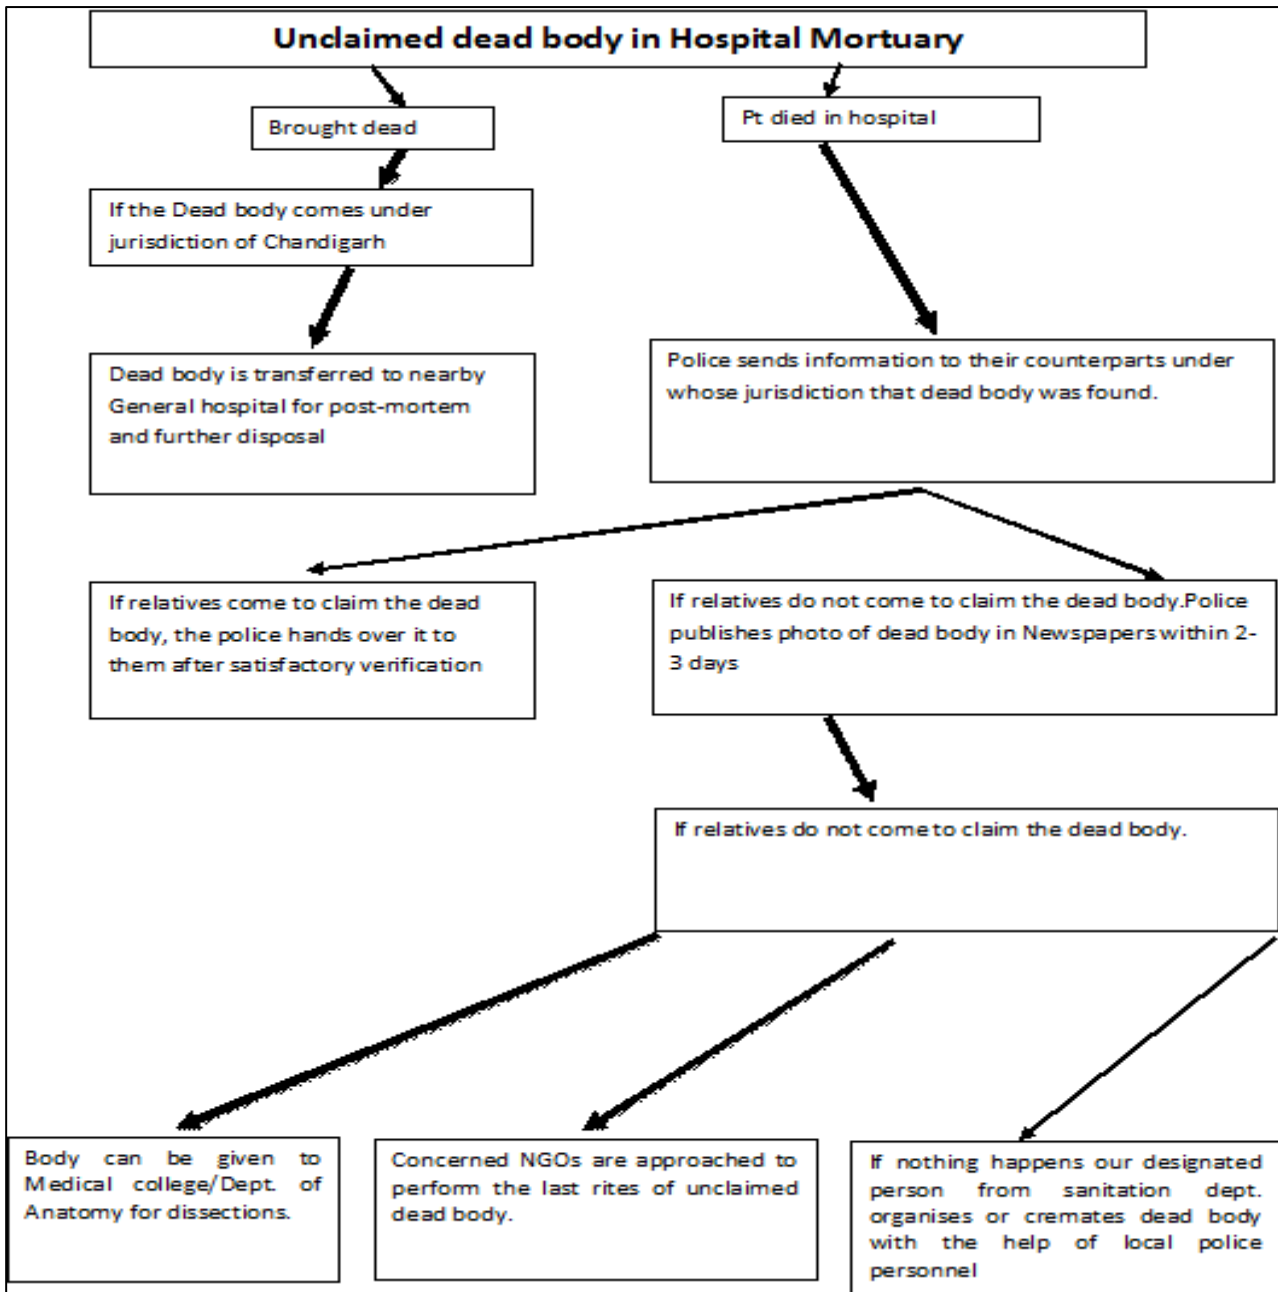 Unclaimed dead body in Hospital Mortuary
Brought dead
Pt died in hospital
If the Dead body comes under
jurisdiction of Chandigarh
Dead body is transferred to nearby
General hospital for post-mortem
and further disposal
Police sends information to their counterparts under
whose jurisdiction that dead body was found.
If relatives come to claim the dead
body, the police hands over it to
them after satisfactory verification
If relatives do not come to claim the dead body.Police
publishes photo of dead body in Newspapers within 2-
3 days
If relatives do not come to claim the dead body.
Body can be given to
Medical college/Dept. of
Anatomy for dissections.
Concerned NGOs are approached to
perform the last rites of unclaimed
dead body.
If nothing happens our designated
person from sanitation dept.
organises or cremates dead body
with the help of local police
personnel